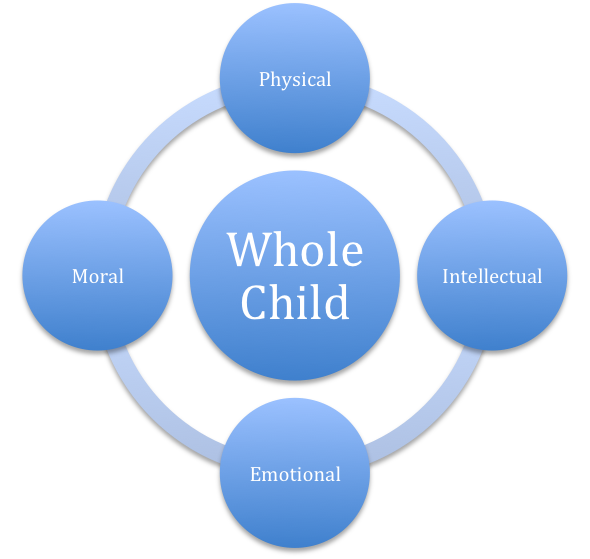 Physical
Whole
Child
Moral
Intellectual
Emotional